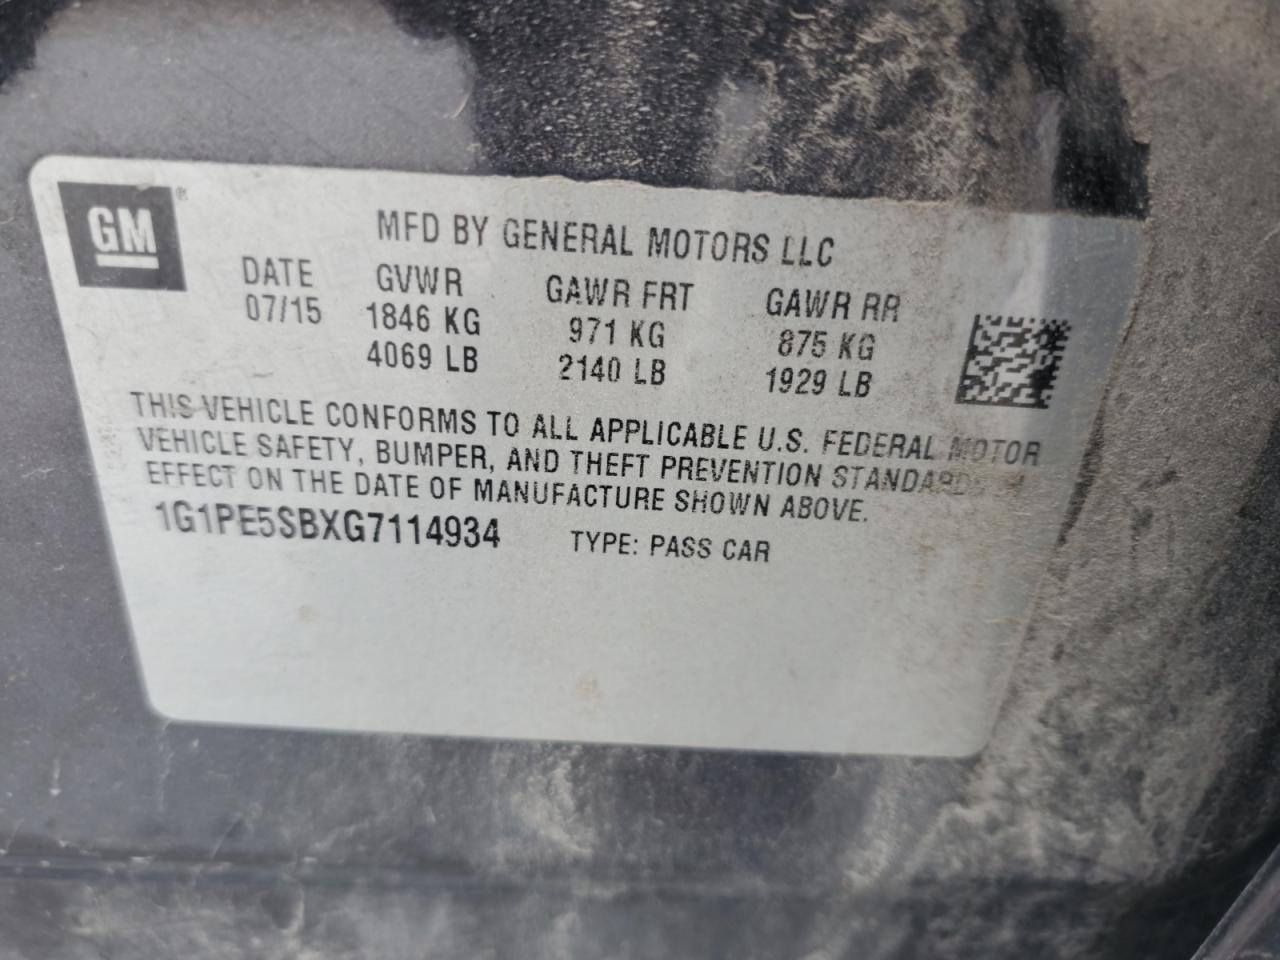 GM ®
MFD BY GENERAL MOTORS LLC
DATE GVWR GAWR FRT GAWR RR
07/15 1846 KG 971 KG 875 KG
4069 LB 2140 LB 1929 LB
THIS VEHICLE CONFORMS TO ALL APPLICABLE U.S. FEDERAL MOTOR
VEHICLE SAFETY, BUMPER, AND THEFT PREVENTION STANDARDS
EFFECT ON THE DATE OF MANUFACTURE SHOWN ABOVE.
1G1PE5SBXG7114934 TYPE: PASS CAR